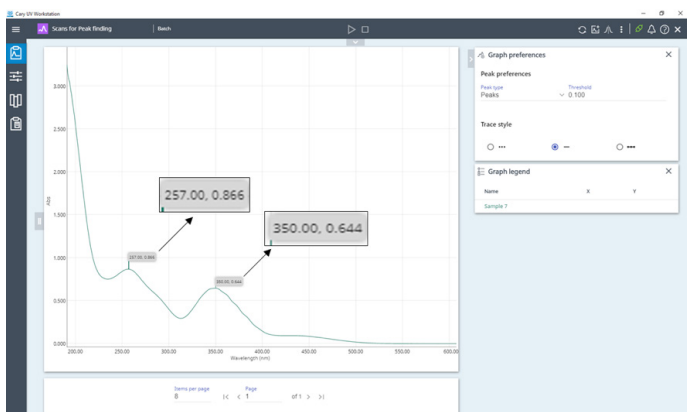 Cary UV Workstation
Scans for Peak finding
Batch
Graph preferences
Peak preferences
Peak type
Threshold
Peaks
0.100
Trace style
Graph legend
Name X Y
Sample 7
Abs
3.000
2.500
2.000
1.500
1.000
0.500
0.000
257.00, 0.866
350.00, 0.644
257.00, 0.866
350.00, 0.644
200.00 250.00 300.00 350.00 400.00 450.00 500.00 550.00 600.00
Wavelength (nm)
Items per page
8
Page
1 of 1